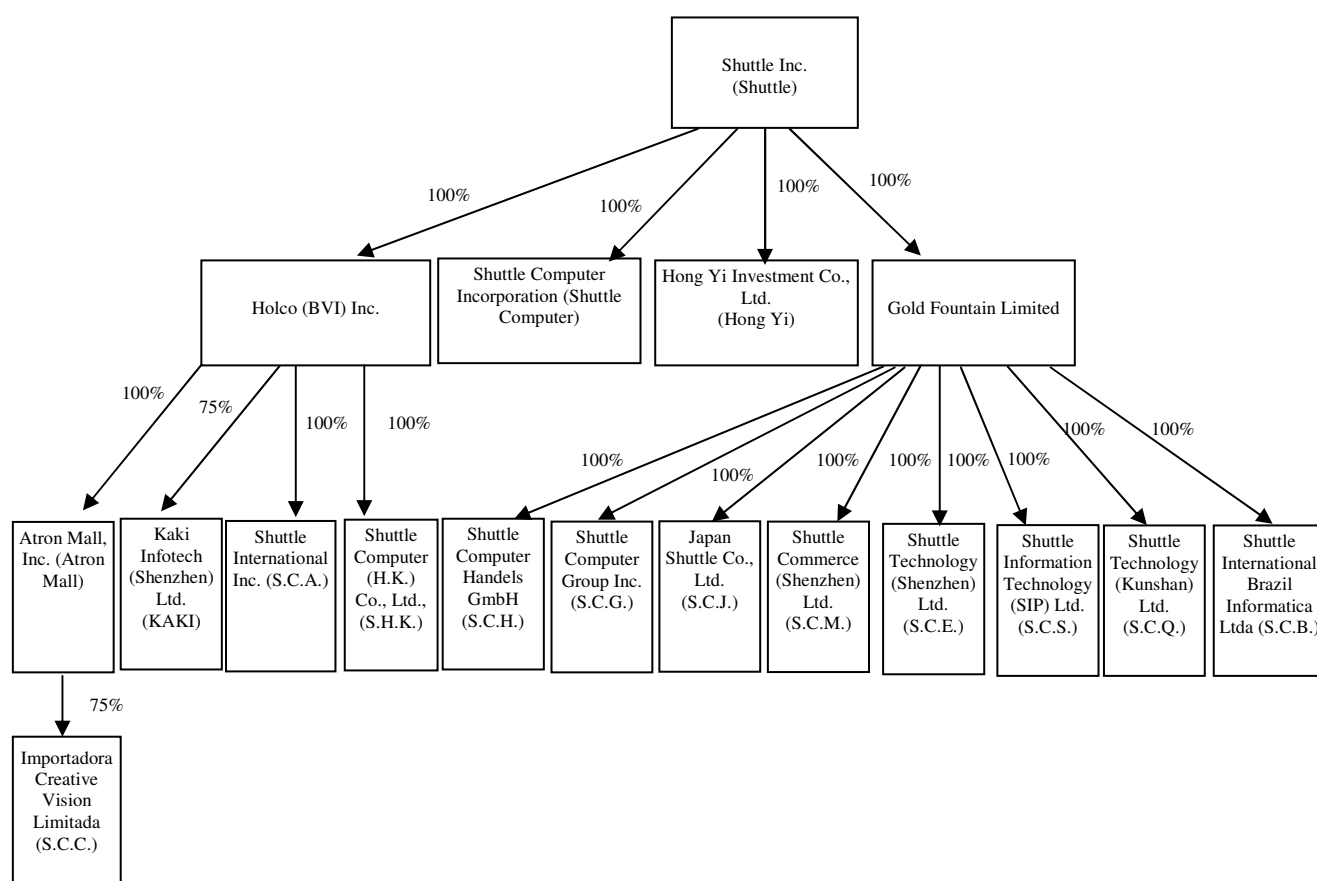 Shuttle Inc.
(Shuttle)
100%
100%
100%
100%
Holco (BVI) Inc.
Shuttle Computer
Incorporation (Shuttle
Computer)
Hong Yi Investment Co.,
Ltd.
(Hong Yi)
Gold Fountain Limited
100%
75%
100%
100%
100%
100%
100%
100%
100%
100%
100%
100%
Atron Mall,
Inc. (Atron
Mall)
Kaki
Infotech
(Shenzhen)
Ltd.
(KAKI)
Shuttle
International
Inc. (S.C.A.)
Shuttle
Computer
(H.K.)
Co., Ltd.,
(S.H.K.)
Shuttle
Computer
Handels
GmbH
(S.C.H.)
Shuttle
Computer
Group Inc.
(S.C.G.)
Japan
Shuttle Co.,
Ltd.
(S.C.J.)
Shuttle
Commerce
(Shenzhen)
Ltd.
(S.C.M.)
Shuttle
Technology
(Shenzhen)
Ltd.
(S.C.E.)
Shuttle
Information
Technology
(SIP) Ltd.
(S.C.S.)
Shuttle
Technology
(Kunshan)
Ltd.
(S.C.Q.)
Shuttle
International
Brazil
Informatica
Ltda (S.C.B.)
75%
Importadora
Creative
Vision
Limitada
(S.C.C.)